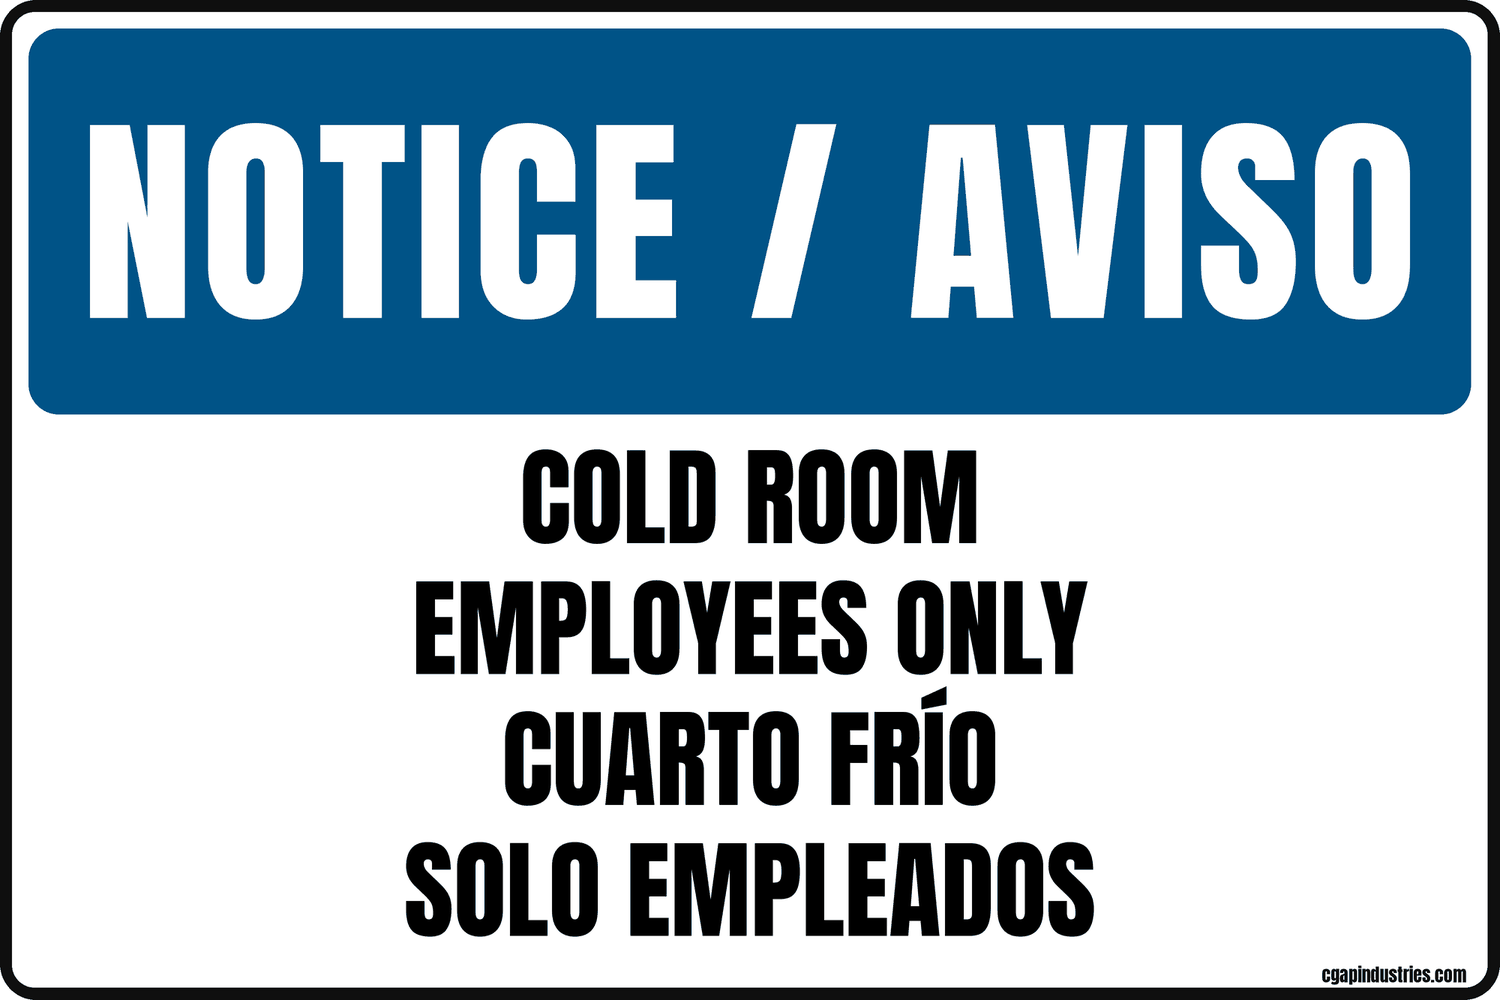 NOTICE / AVISO
COLD ROOM
EMPLOYEES ONLY
CUARTO FRÍO
SOLO EMPLEADOS
cgapindustries.com